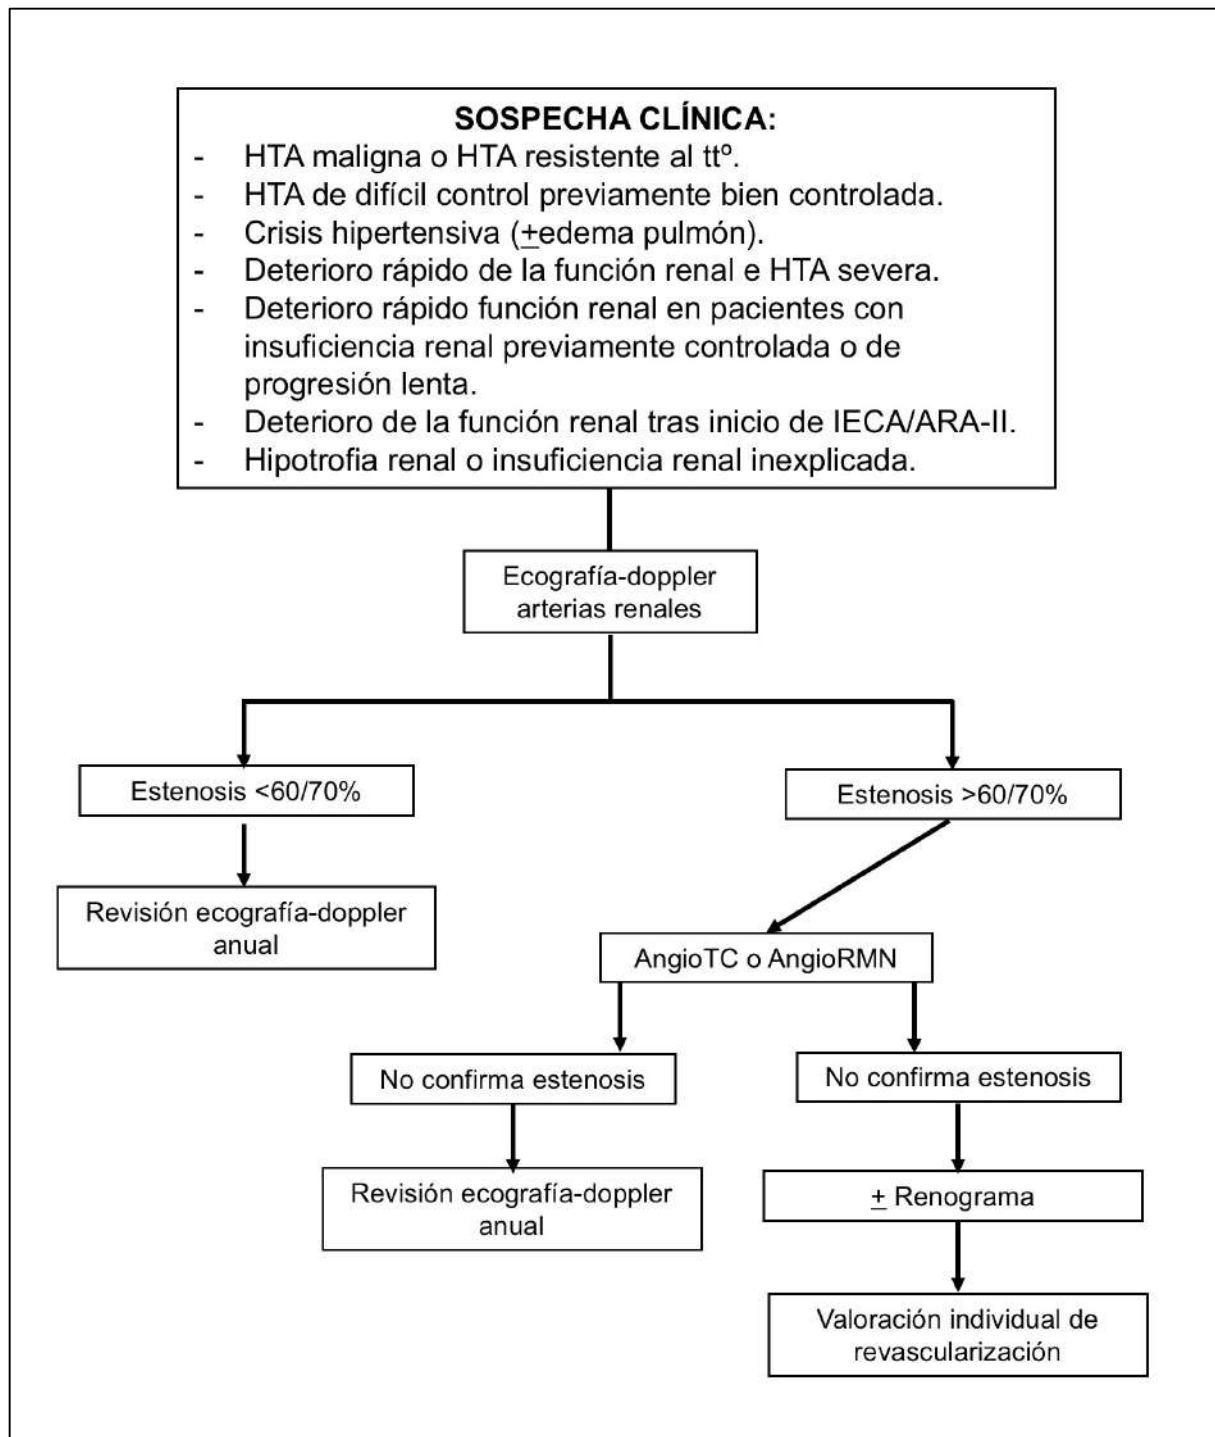 SOSPECHA CLÍNICA:
- HTA maligna o HTA resistente al ttº.
- HTA de difícil control previamente bien controlada.
- Crisis hipertensiva (+edema pulmón).
- Deterioro rápido de la función renal e HTA severa.
- Deterioro rápido función renal en pacientes con
insuficiencia renal previamente controlada o de
progresión lenta.
- Deterioro de la función renal tras inicio de IECA/ARA-II.
- Hipotrofia renal o insuficiencia renal inexplicada.
Ecografía-doppler
arterias renales
Estenosis <60/70%
Estenosis >60/70%
Revisión ecografía-doppler
anual
AngioTC o AngioRMN
No confirma estenosis
No confirma estenosis
Revisión ecografía-doppler
anual
± Renograma
Valoración individual de
revascularización